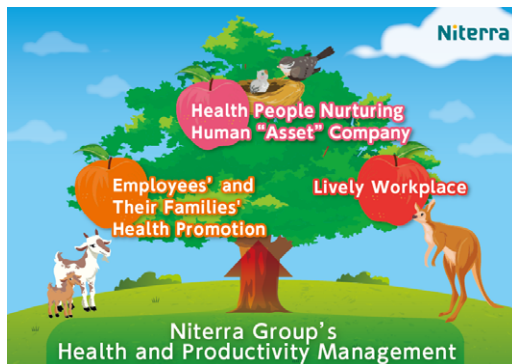 Niterra
Health People Nurturing
Human "Asset" Company
Employees' and
Their Families'
Health Promotion
Lively Workplace
Niterra Group's
Health and Productivity Management